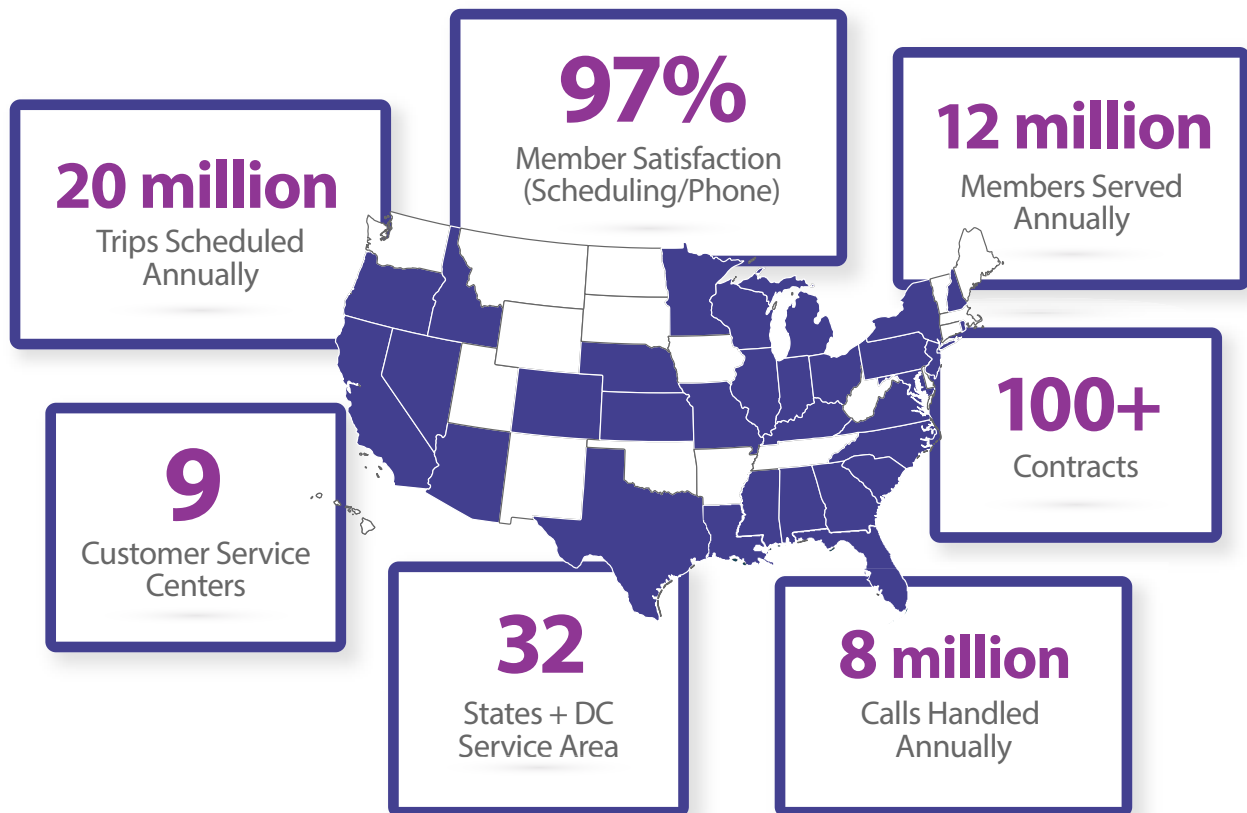 97%
Member Satisfaction
(Scheduling/Phone)
12 million
Members Served
Annually
20 million
Trips Scheduled
Annually
100+
Contracts
9
Customer Service
Centers
32
States + DC
Service Area
8 million
Calls Handled
Annually